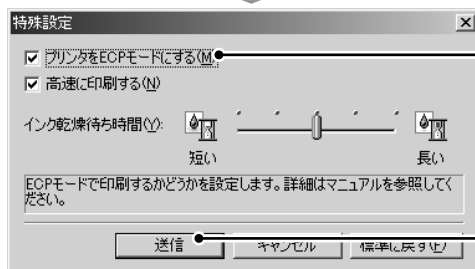 特殊設定
プリンタをECPモードにする(M)
高速に印刷する(N)
インク乾燥待ち時間(Y):
短い
長い
ECPモードで印刷するかどうかを設定します。詳細はマニュアルを参照してく
ださい。
送信 キャンセル 標準に戻す(F)